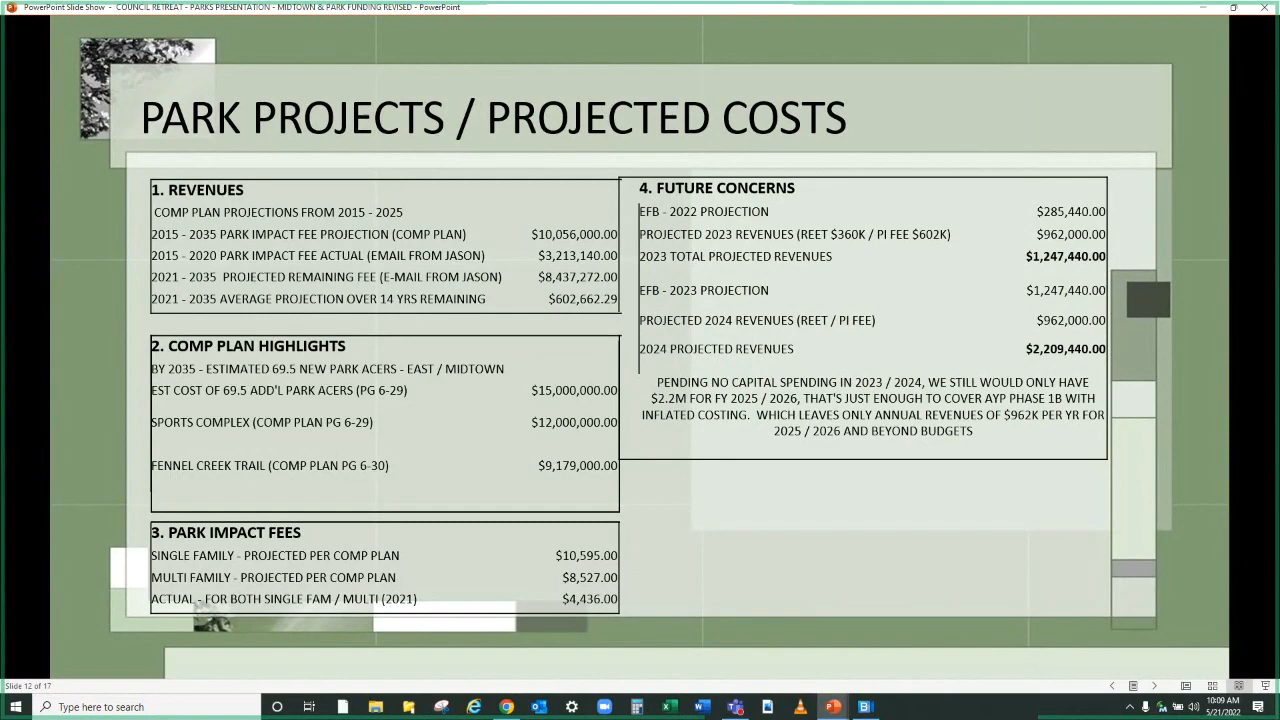 PowerPoint Slide Show - COUNCIL RETREAT - PARKS PRESENTATION - MIDTOWN & PARK FUNDING REVISED - PowerPoint
PARK PROJECTS / PROJECTED COSTS
1. REVENUES
COMP PLAN PROJECTIONS FROM 2015 - 2025
2015 - 2035 PARK IMPACT FEE PROJECTION (COMP PLAN) $10,056,000.00
2015 - 2020 PARK IMPACT FEE ACTUAL (EMAIL FROM JASON) $3,213,140.00
2021 - 2035 PROJECTED REMAINING FEE (E-MAIL FROM JASON) $8,437,272.00
2021 - 2035 AVERAGE PROJECTION OVER 14 YRS REMAINING $602,662.29
2. COMP PLAN HIGHLIGHTS
BY 2035 - ESTIMATED 69.5 NEW PARK ACERS - EAST / MIDTOWN
EST COST OF 69.5 ADD'L PARK ACERS (PG 6-29) $15,000,000.00
SPORTS COMPLEX (COMP PLAN PG 6-29) $12,000,000.00
FENNEL CREEK TRAIL (COMP PLAN PG 6-30) $9,179,000.00
3. PARK IMPACT FEES
SINGLE FAMILY - PROJECTED PER COMP PLAN $10,595.00
MULTI FAMILY - PROJECTED PER COMP PLAN $8,527.00
ACTUAL - FOR BOTH SINGLE FAM / MULTI (2021) $4,436.00
4. FUTURE CONCERNS
EFB - 2022 PROJECTION $285,440.00
PROJECTED 2023 REVENUES (REET $360K / PI FEE $602K) $962,000.00
2023 TOTAL PROJECTED REVENUES $1,247,440.00
EFB - 2023 PROJECTION $1,247,440.00
PROJECTED 2024 REVENUES (REET / PI FEE) $962,000.00
2024 PROJECTED REVENUES $2,209,440.00
PENDING NO CAPITAL SPENDING IN 2023 / 2024, WE STILL WOULD ONLY HAVE
$2.2M FOR FY 2025 / 2026, THAT'S JUST ENOUGH TO COVER AYP PHASE 1B WITH
INFLATED COSTING. WHICH LEAVES ONLY ANNUAL REVENUES OF $962K PER YR FOR
2025 / 2026 AND BEYOND BUDGETS
Slide 12 of 17
Type here to search
10:09 AM
5/21/2022